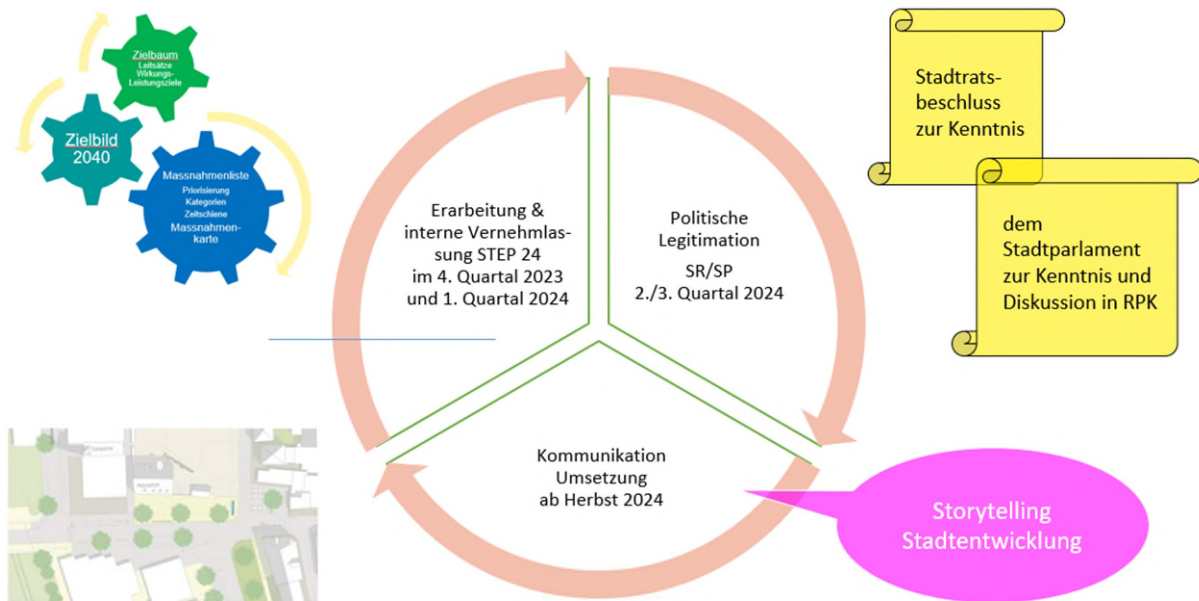 Zielbaum
Leitsätze
Wirkungs-
Leistungsziele
Zielbild
2040
Massnahmenliste
Priorisierung
Kategorien
Zeitschiene
Massnahmen-
karte
Erarbeitung &
interne Vernehmlas-
sung STEP 24
im 4. Quartal 2023
und 1. Quartal 2024
Politische
Legitimation
SR/SP
2./3. Quartal 2024
Stadtrats-
beschluss
zur Kenntnis
dem
Stadtparlament
zur Kenntnis und
Diskussion in RPK
Kommunikation
Umsetzung
ab Herbst 2024
Storytelling
Stadtentwicklung